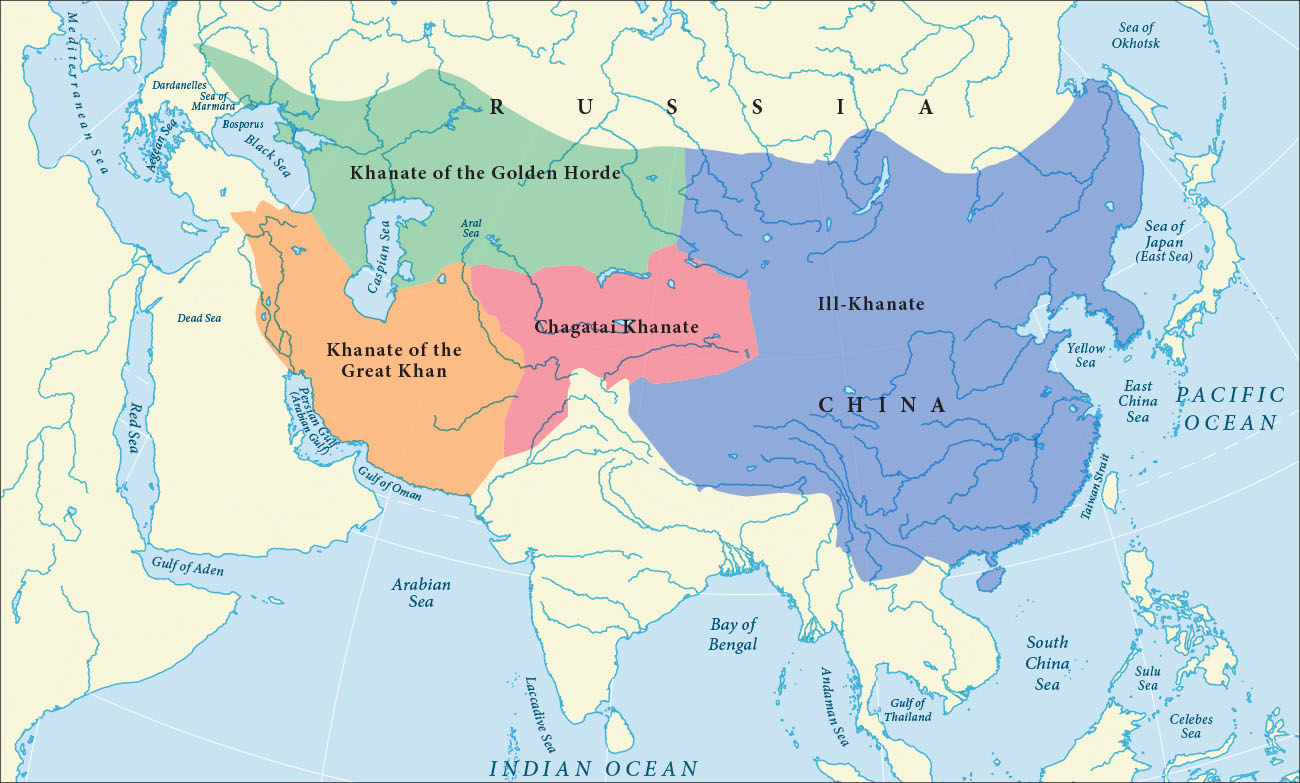 Mediterranean Sea
Sea of
Okhotsk
Dardanelles
Sea of
Marmara
Bosporus
Aegean Sea
Black Sea
R U S S I A
Khanate of the Golden Horde
Caspian Sea
Aral
Sea
Sea of
Japan
(East Sea)
Ill-Khanate
Dead Sea
Chagatai Khanate
Khanate of the
Great Khan
Yellow
Sea
East
China
Sea
PACIFIC
OCEAN
CHINA
Red Sea
Persian Gulf
(Arabian Gulf)
Gulf of Oman
Taiwan Strait
Gulf of Aden
Arabian
Sea
Bay of
Bengal
South
China
Sea
Laccadive Sea
Andaman Sea
Gulf of
Thailand
Sulu
Sea
Celebes
Sea
INDIAN OCEAN